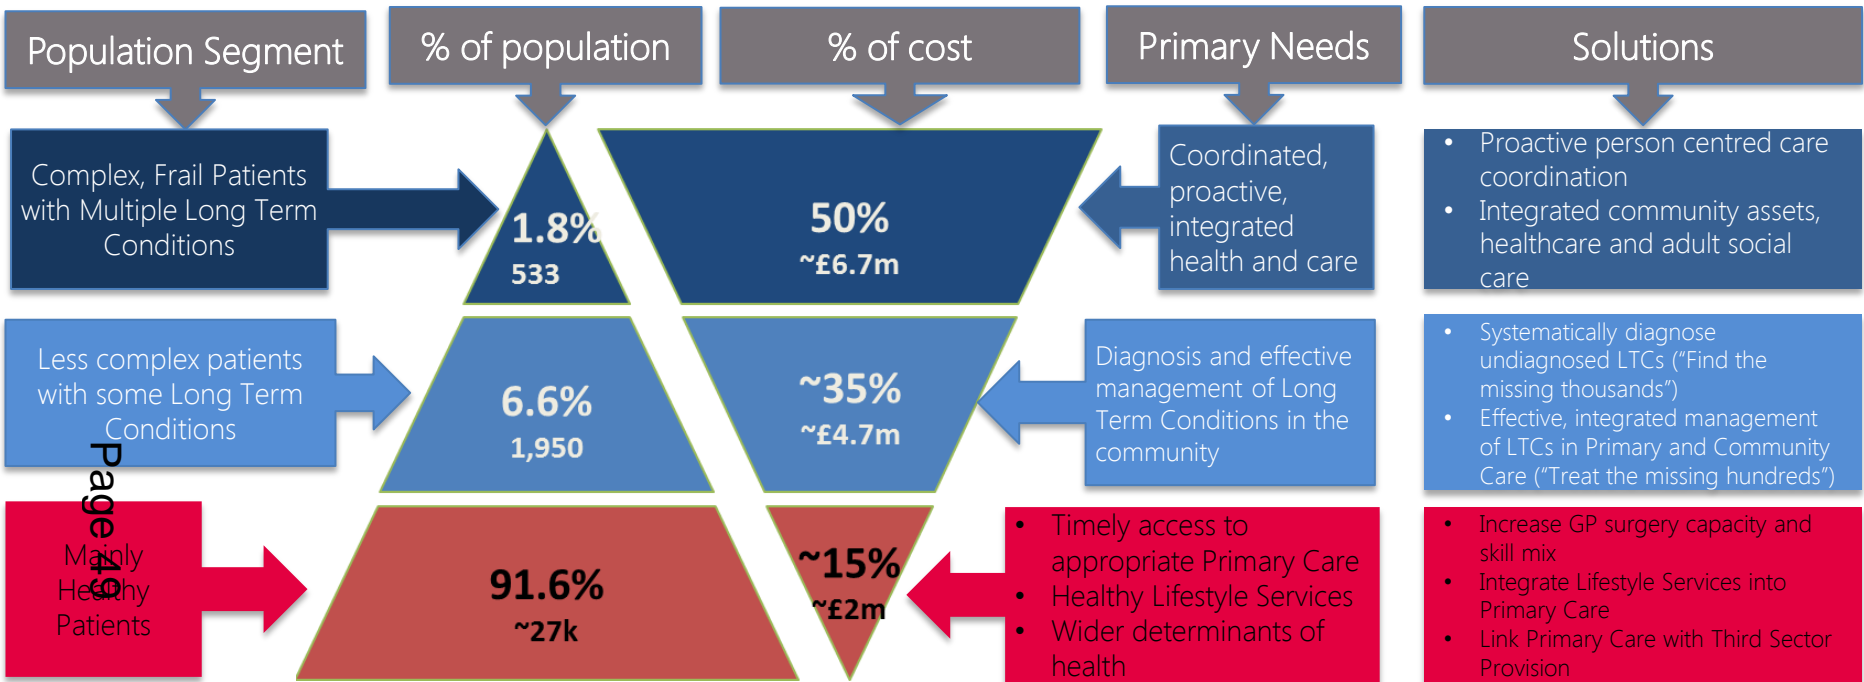 Population Segment
% of population
% of cost
Primary Needs
Solutions
Complex, Frail Patients
with Multiple Long Term
Conditions
1.8%
533
50%
~£6.7m
Coordinated,
proactive,
integrated
health and care
• Proactive person centred care
coordination
• Integrated community assets,
healthcare and adult social
care
Less complex patients
with some Long Term
Conditions
6.6%
1,950
~35%
~£4.7m
Diagnosis and effective
management of Long
Term Conditions in the
community
• Systematically diagnose
undiagnosed LTCs (“Find the
missing thousands”)
• Effective, integrated management
of LTCs in Primary and Community
Care (“Treat the missing hundreds”)
Page 49
Mainly
Healthy
Patients
91.6%
~27k
~15%
~£2m
• Timely access to
appropriate Primary Care
• Healthy Lifestyle Services
• Wider determinants of
health
• Increase GP surgery capacity and
skill mix
• Integrate Lifestyle Services into
Primary Care
• Link Primary Care with Third Sector
Provision